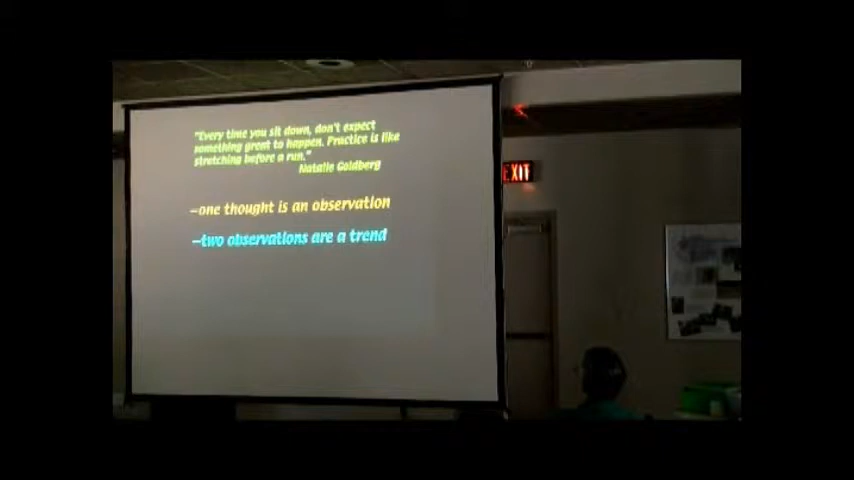 "Every time you sit down, don't expect
something great to happen. Practice is like
stretching before a run."
Natalie Goldberg
–one thought is an observation
–two observations are a trend
EXIT